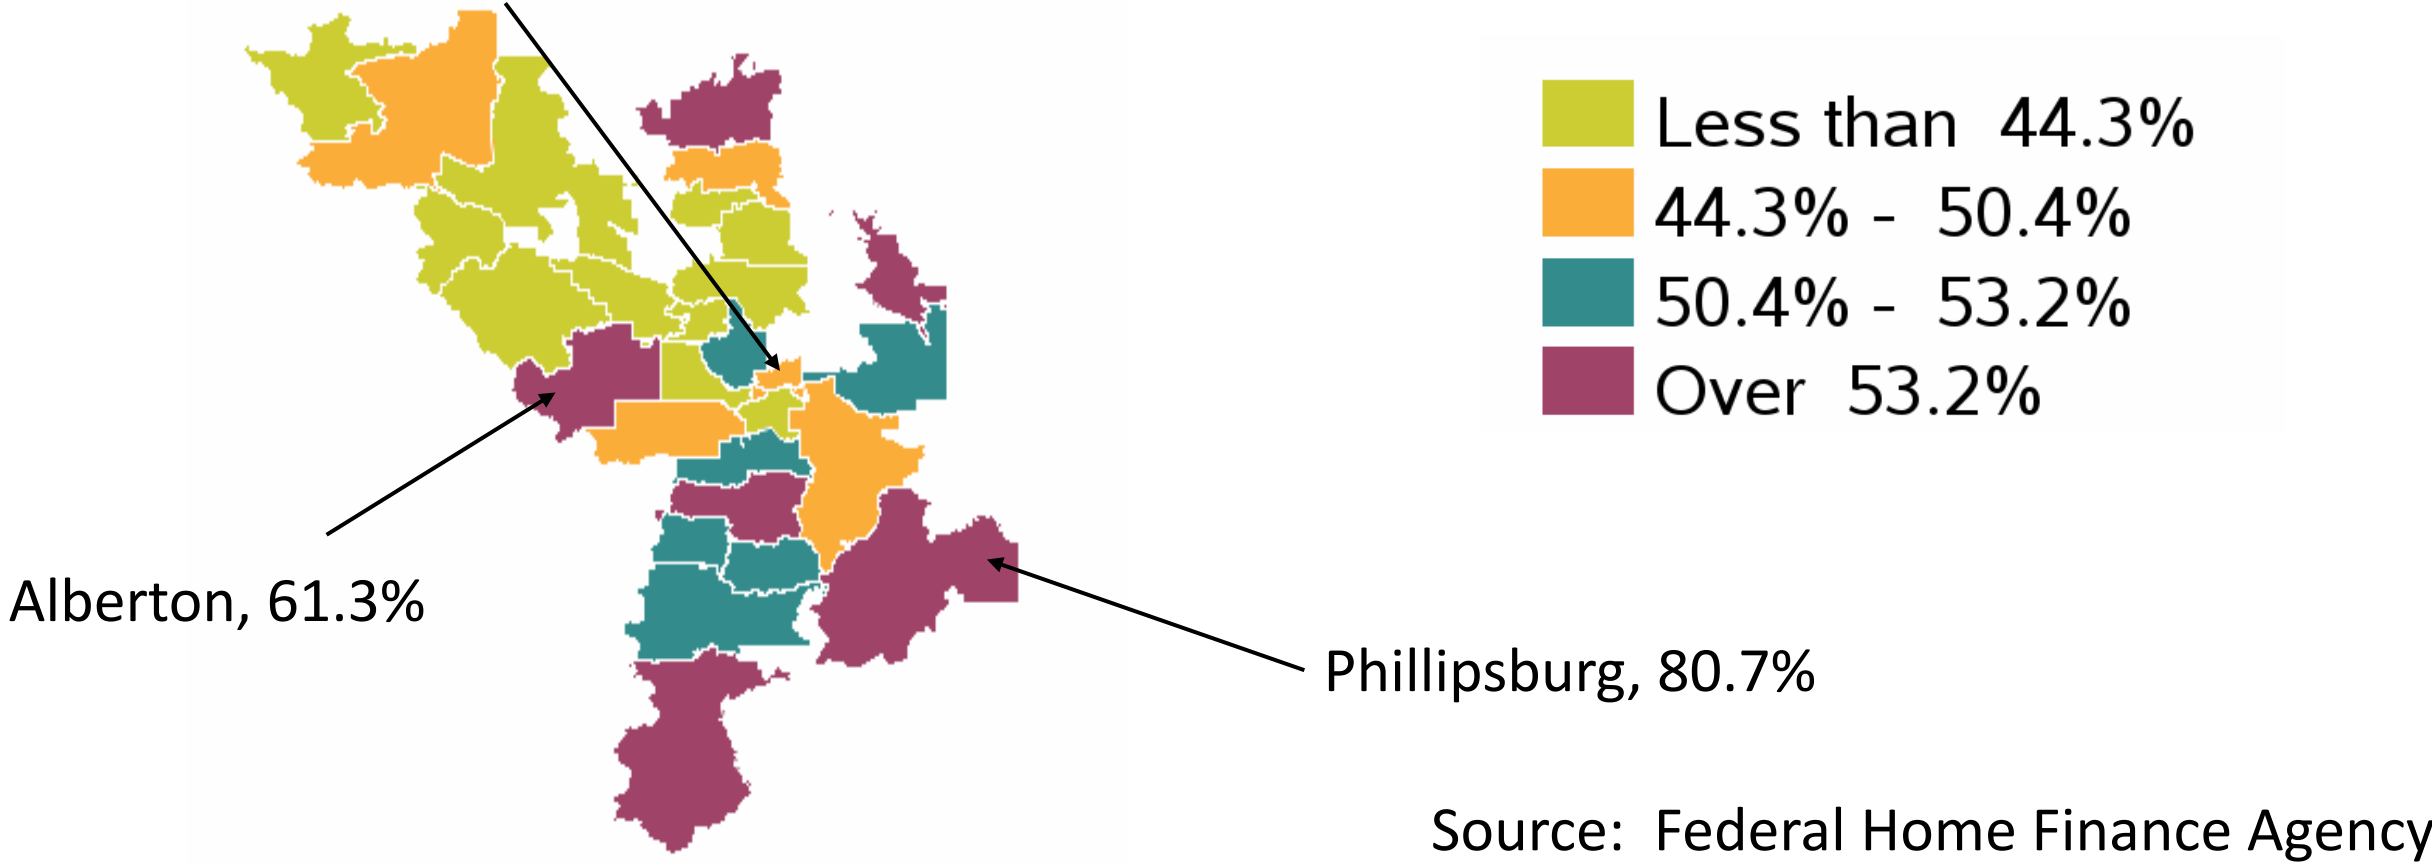 Less than 44.3%
44.3% - 50.4%
50.4% - 53.2%
Over 53.2%
Alberton, 61.3%
Phillipsburg, 80.7%
Source: Federal Home Finance Agency